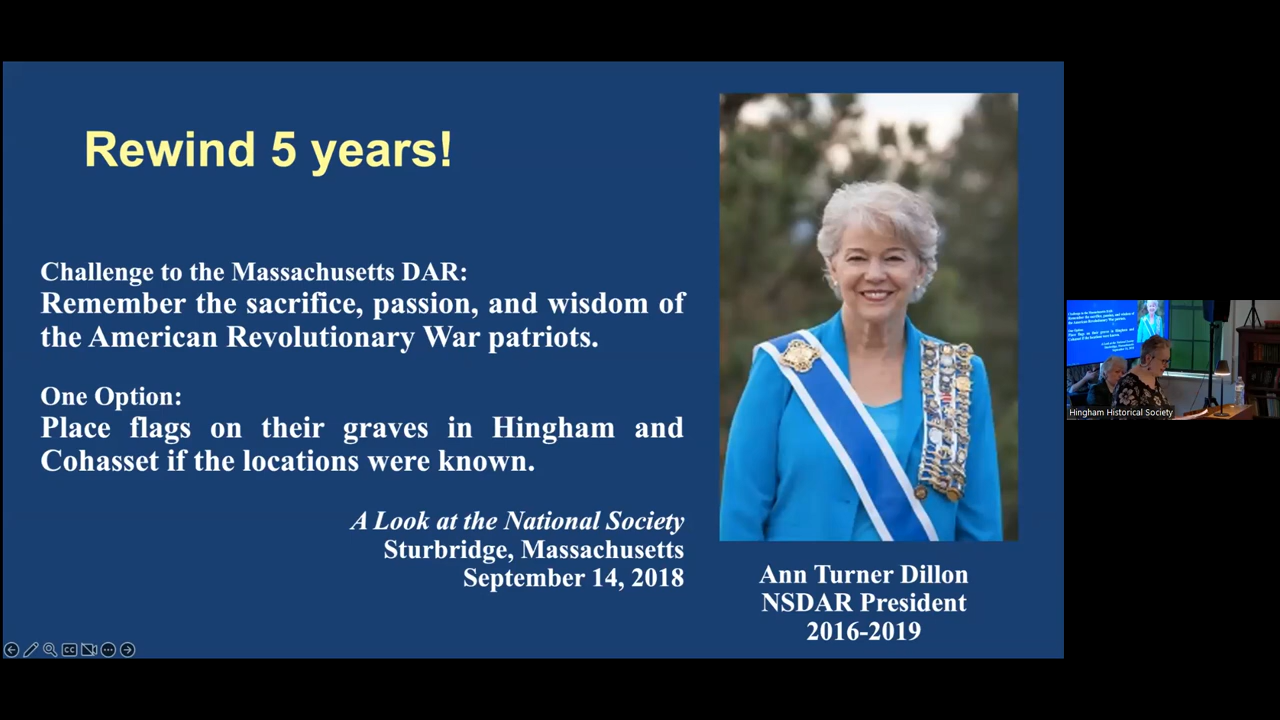 Rewind 5 years!
Challenge to the Massachusetts DAR:
Remember the sacrifice, passion, and wisdom of
the American Revolutionary War patriots.
One Option:
Place flags on their graves in Hingham and
Cohasset if the locations were known.
A Look at the National Society
Sturbridge, Massachusetts
September 14, 2018
Ann Turner Dillon
NSDAR President
2016-2019
CC
Hingham Historical Society